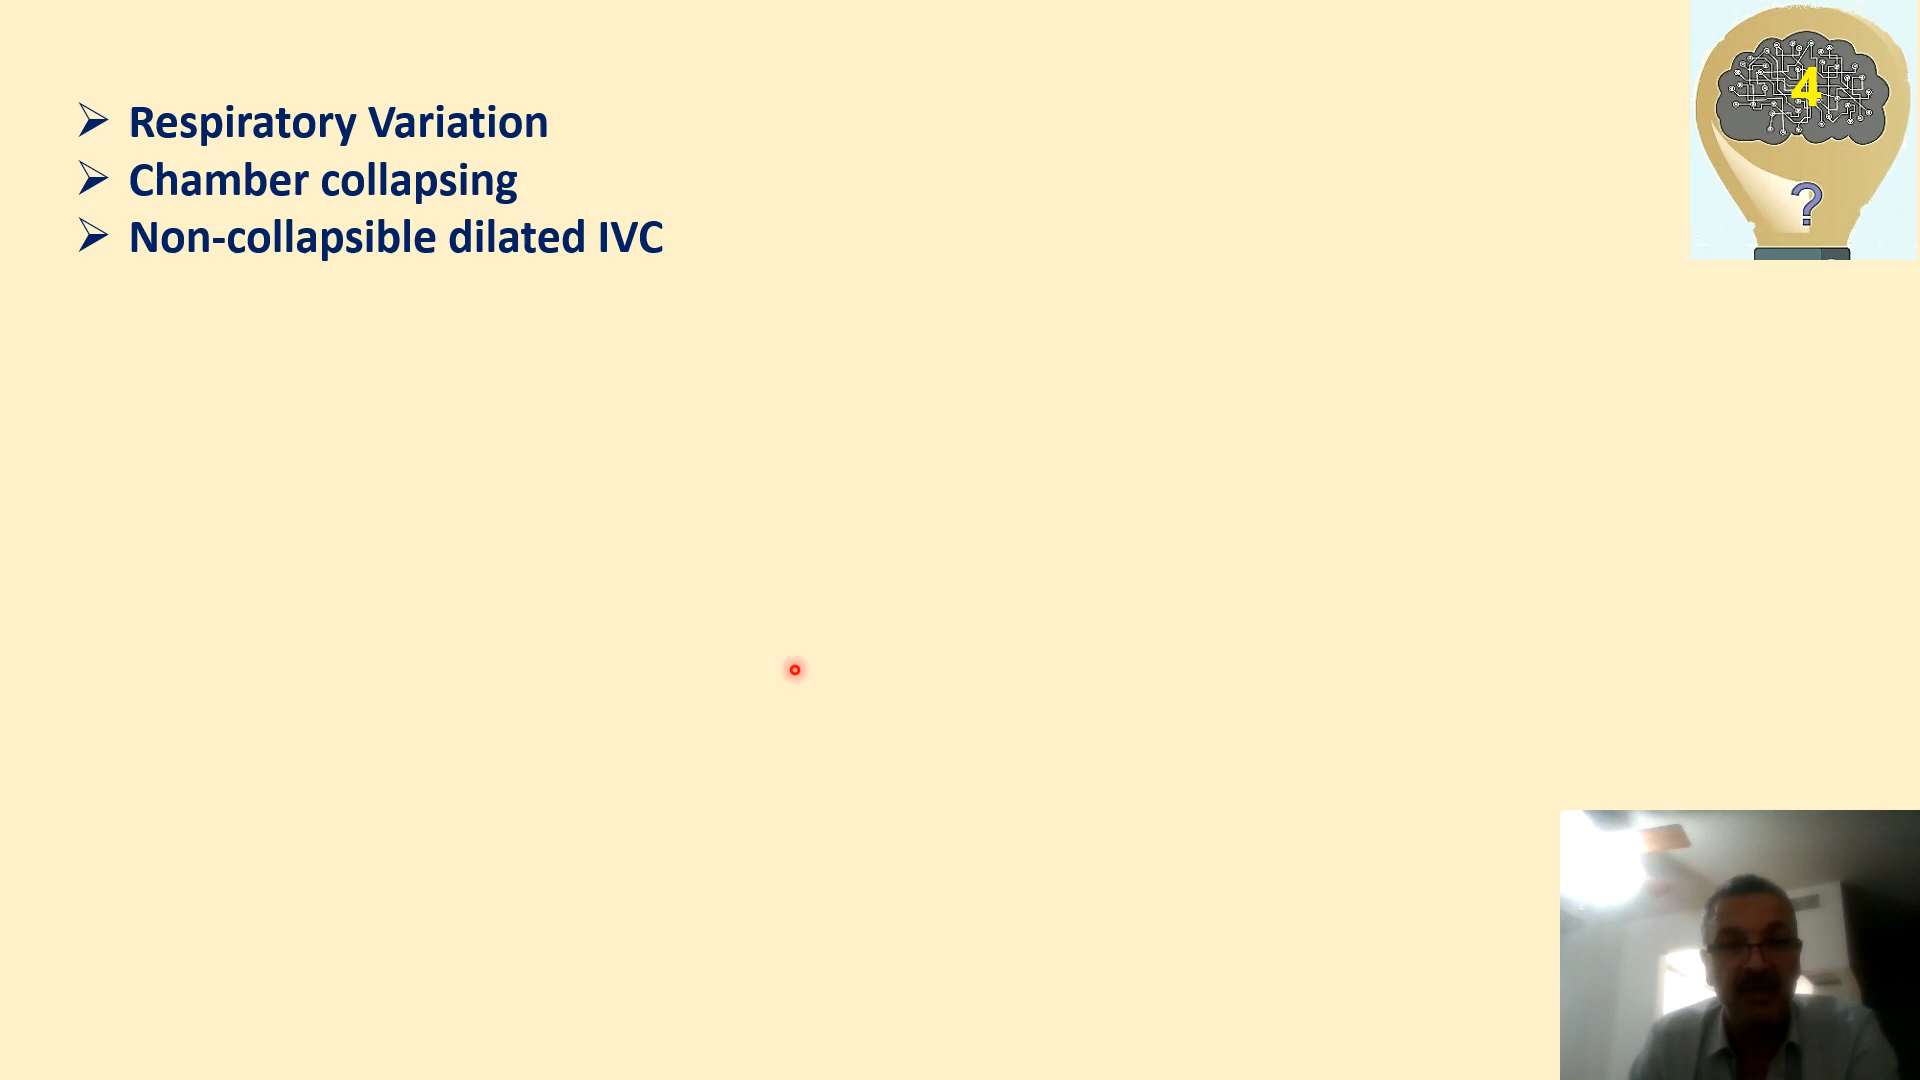 Respiratory Variation
Chamber collapsing
Non-collapsible dilated IVC
4
?